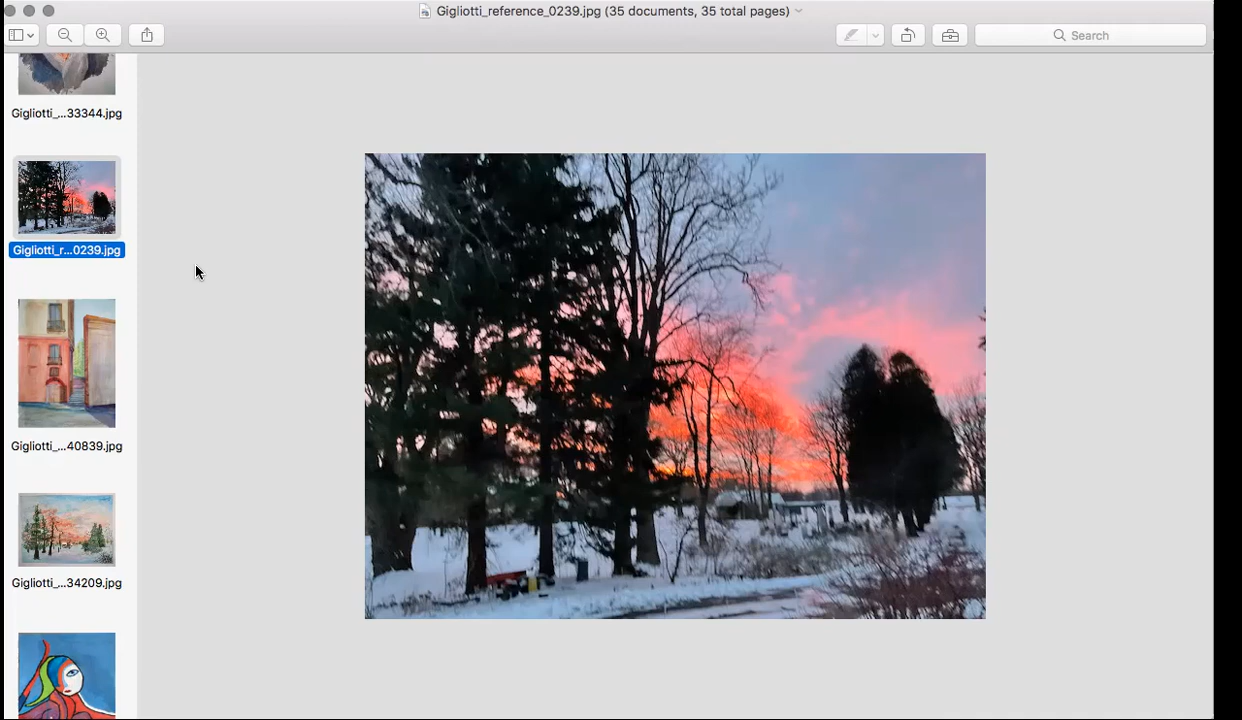 Gigliotti_reference_0239.jpg (35 documents, 35 total pages)
Search
Gigliotti_...33344.jpg
Gigliotti_r...0239.jpg
Gigliotti_...40839.jpg
Gigliotti_...34209.jpg